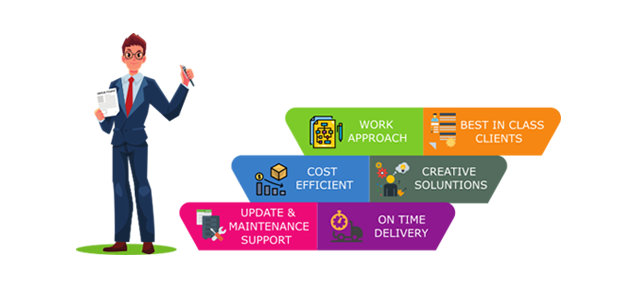 WORK
APPROACH
BEST IN CLASS
CLIENTS
COST
EFFICIENT
CREATIVE
SOLUNTIONS
UPDATE &
MAINTENANCE
SUPPORT
ON TIME
DELIVERY